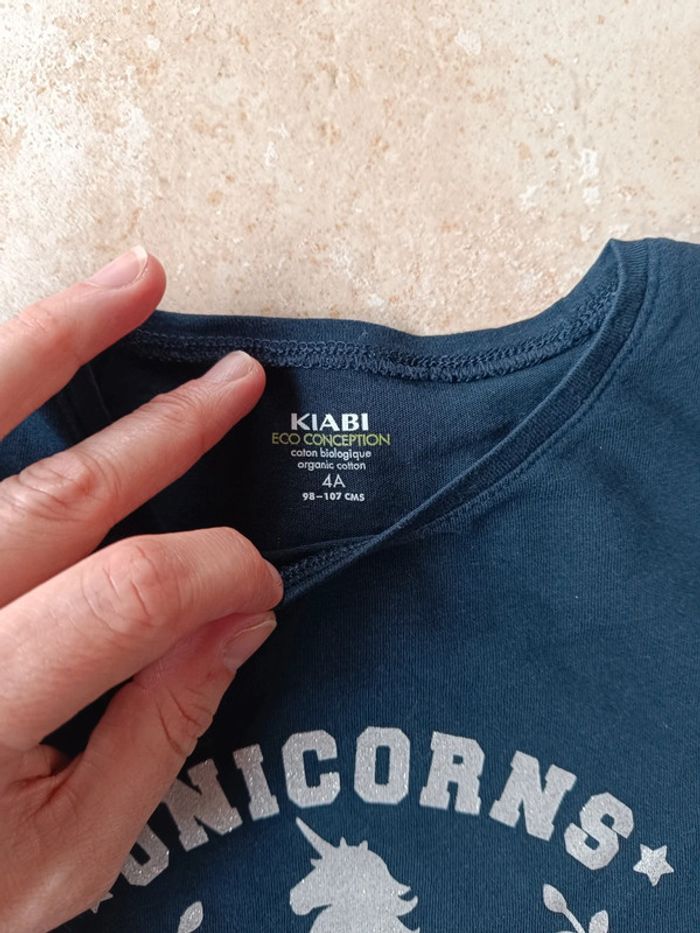 KIABI
ECO CONCEPTION
coton biologique
organic cotton
4A
98-107 CMS
UNICORNS